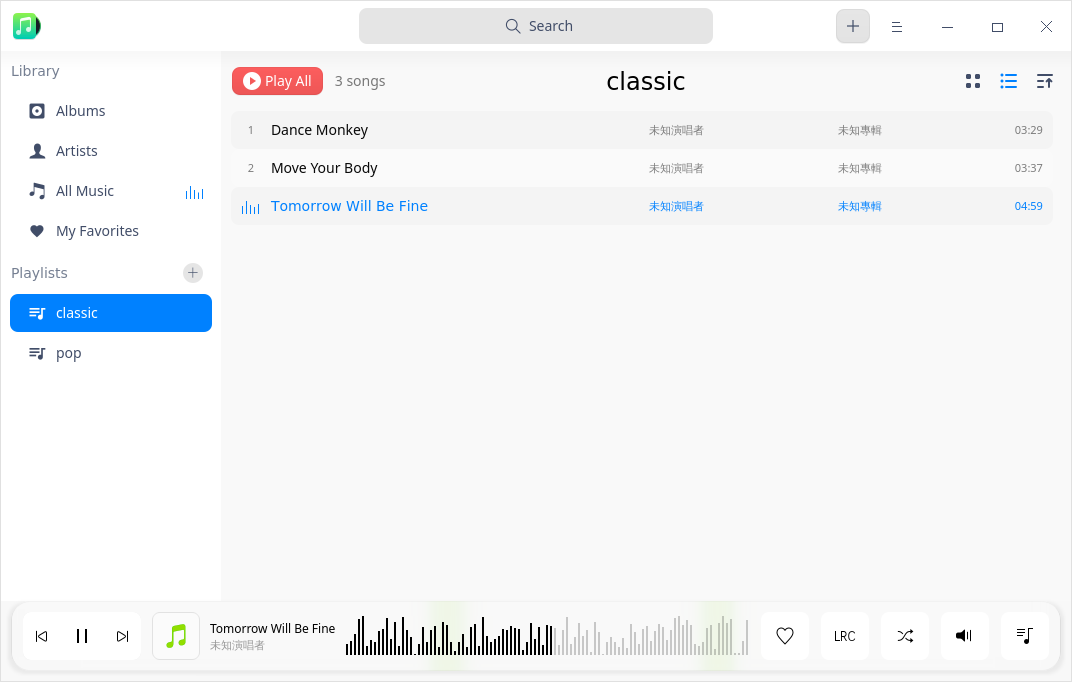 Search
Library
Albums
Artists
All Music
My Favorites
Playlists
classic
pop
Play All 3 songs classic
1 Dance Monkey 未知演唱者 未知專輯 03:29
2 Move Your Body 未知演唱者 未知專輯 03:37
Tomorrow Will Be Fine 未知演唱者 未知專輯 04:59
Tomorrow Will Be Fine
未知演唱者
LRC